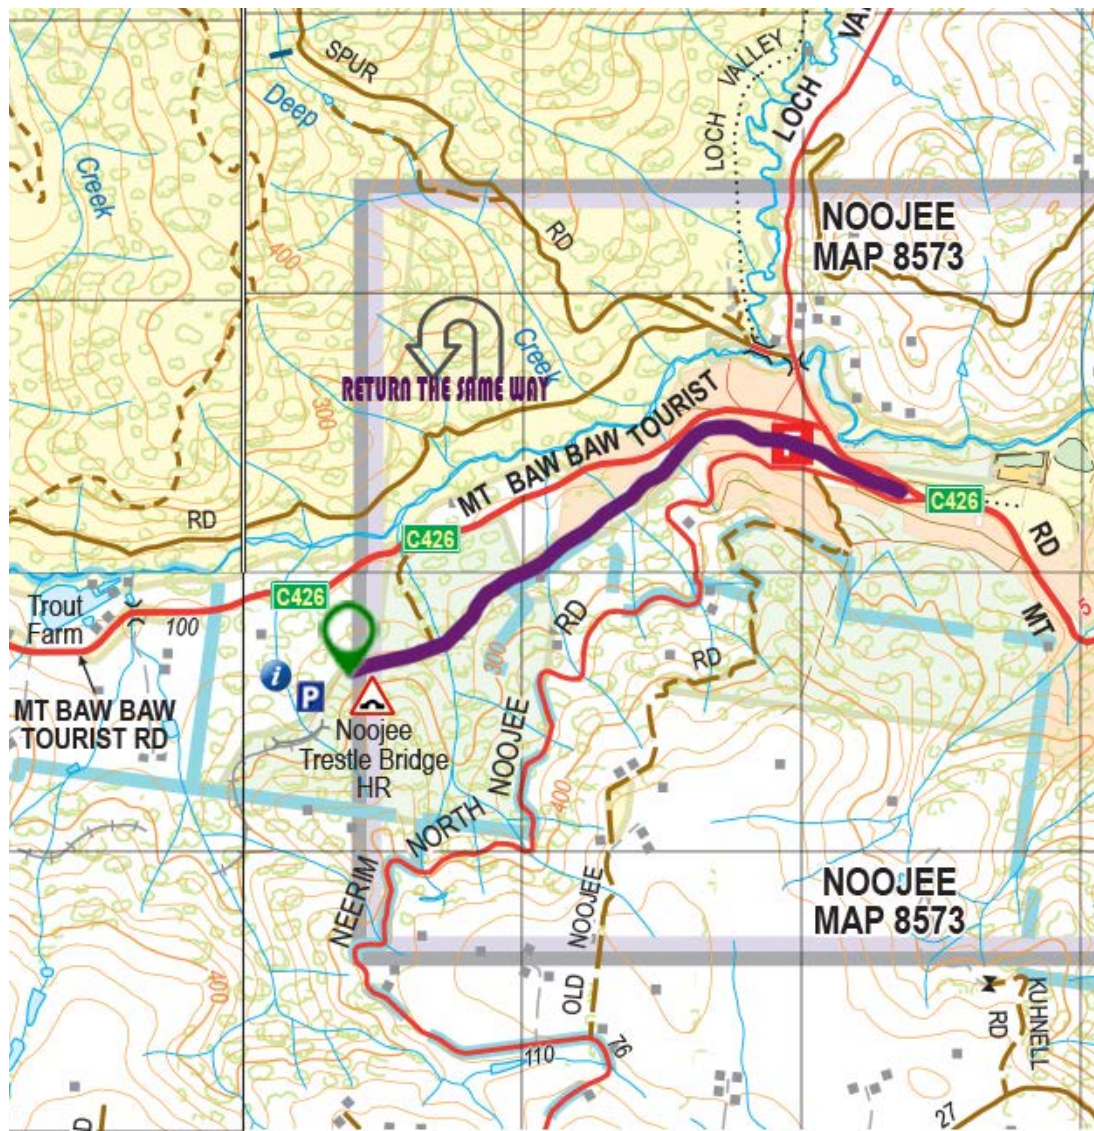 SPUR
Deep
Creek
RD
400
LOCH
VALLEY
LOCH
VA
NOOJEE
MAP 8573
Creek
300
RETURN THE SAME WAY
MT BAW BAW TOURIST
RD
C426
C426
C426
RD
MT
5
Trout
Farm
100
i
P
MT BAW BAW
TOURIST RD
Noojee
Trestle Bridge
HR
300
RD
NOOJEE
NORTH
NEERIM
RD
400
NOOJEE
OLD
NOOJEE
MAP 8573
400
110
76
KUHNELL
RD
27
D